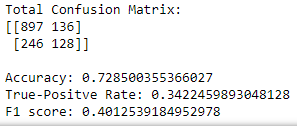 Total Confusion Matrix:
[[897 136]
 [246 128]]
Accuracy: 0.728500355366027
True-Positve Rate: 0.3422459893048128
F1 score: 0.4012539184952978